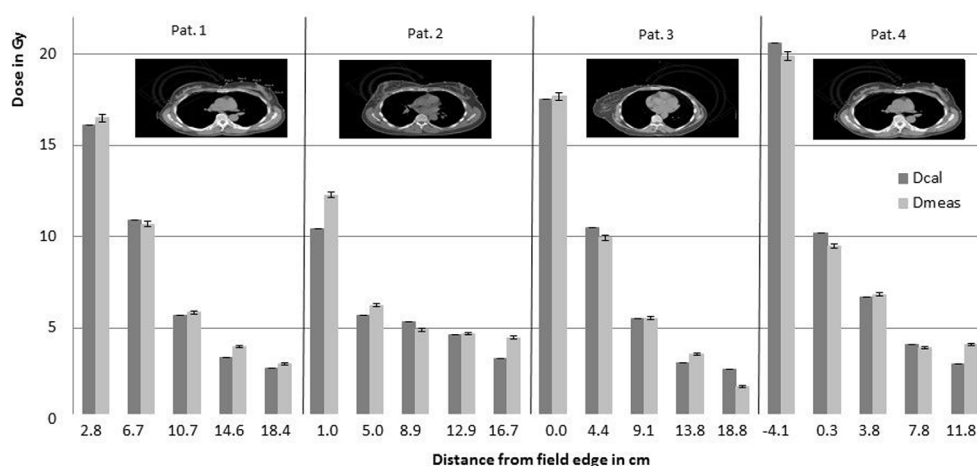 Pat. 1 Pat. 2 Pat. 3 Pat. 4
Dose in Gy
20
15
10
5
0
Dcal
Dmeas
2.8 6.7 10.7 14.6 18.4 1.0 5.0 8.9 12.9 16.7 0.0 4.4 9.1 13.8 18.8 -4.1 0.3 3.8 7.8 11.8
Distance from field edge in cm